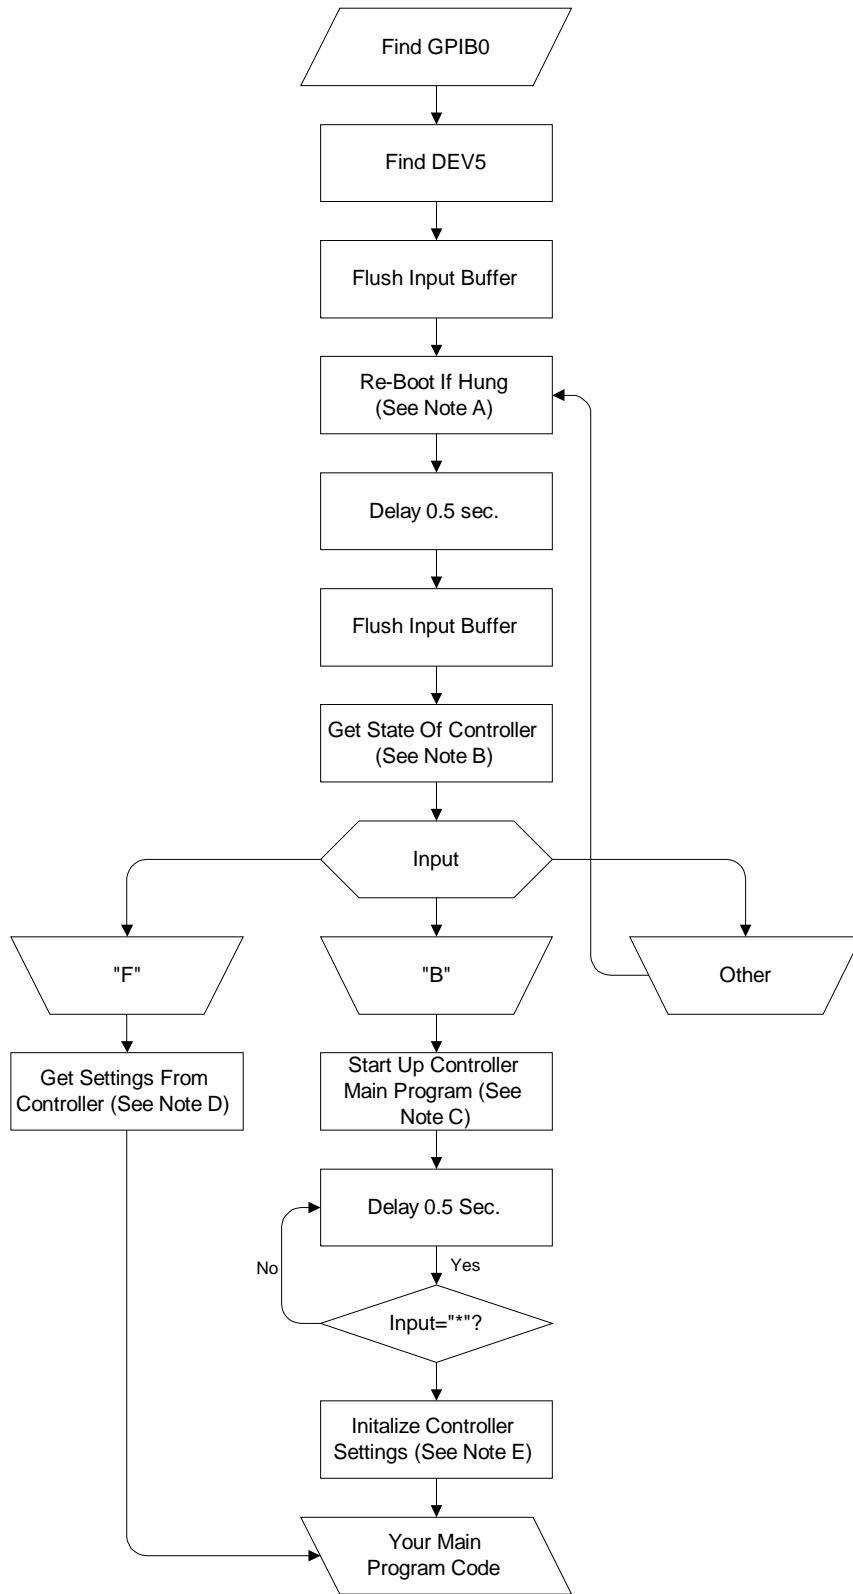 Find GPIB0
Find DEV5
Flush Input Buffer
Re-Boot If Hung
(See Note A)
Delay 0.5 sec.
Flush Input Buffer
Get State Of Controller
(See Note B)
Input
"F"
"B"
Other
Get Settings From
Controller (See Note D)
Start Up Controller
Main Program (See
Note C)
Delay 0.5 Sec.
No
Yes
Input="*"?
Initalize Controller
Settings (See Note E)
Your Main
Program Code